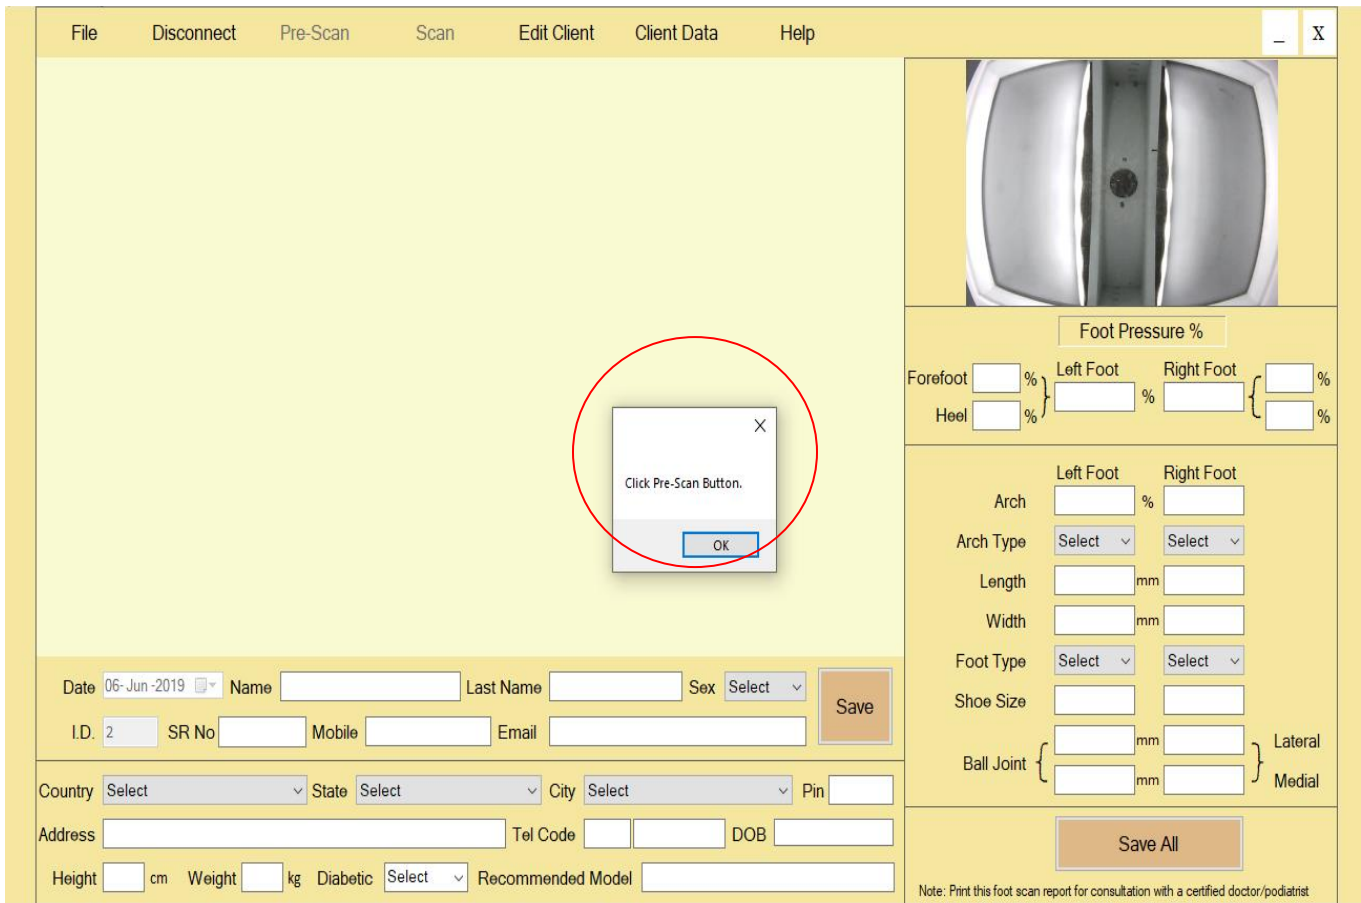 File Disconnect Pre-Scan Scan Edit Client Client Data Help _ X
Foot Pressure %
Left Foot Right Foot
Forefoot % % %
Heel % %
X
Click Pre-Scan Button.
OK
Left Foot Right Foot
Arch %
Arch Type Select Select
Length mm
Width mm
Foot Type Select Select
Shoe Size
Ball Joint mm Lateral
mm Medial
Date 06-Jun-2019 Name Last Name Sex Select Save
I.D. 2 SR No Mobile Email
Country Select State Select City Select Pin
Address Tel Code DOB
Height cm Weight kg Diabetic Select Recommended Model
Save All
Note: Print this foot scan report for consultation with a certified doctor/podiatrist